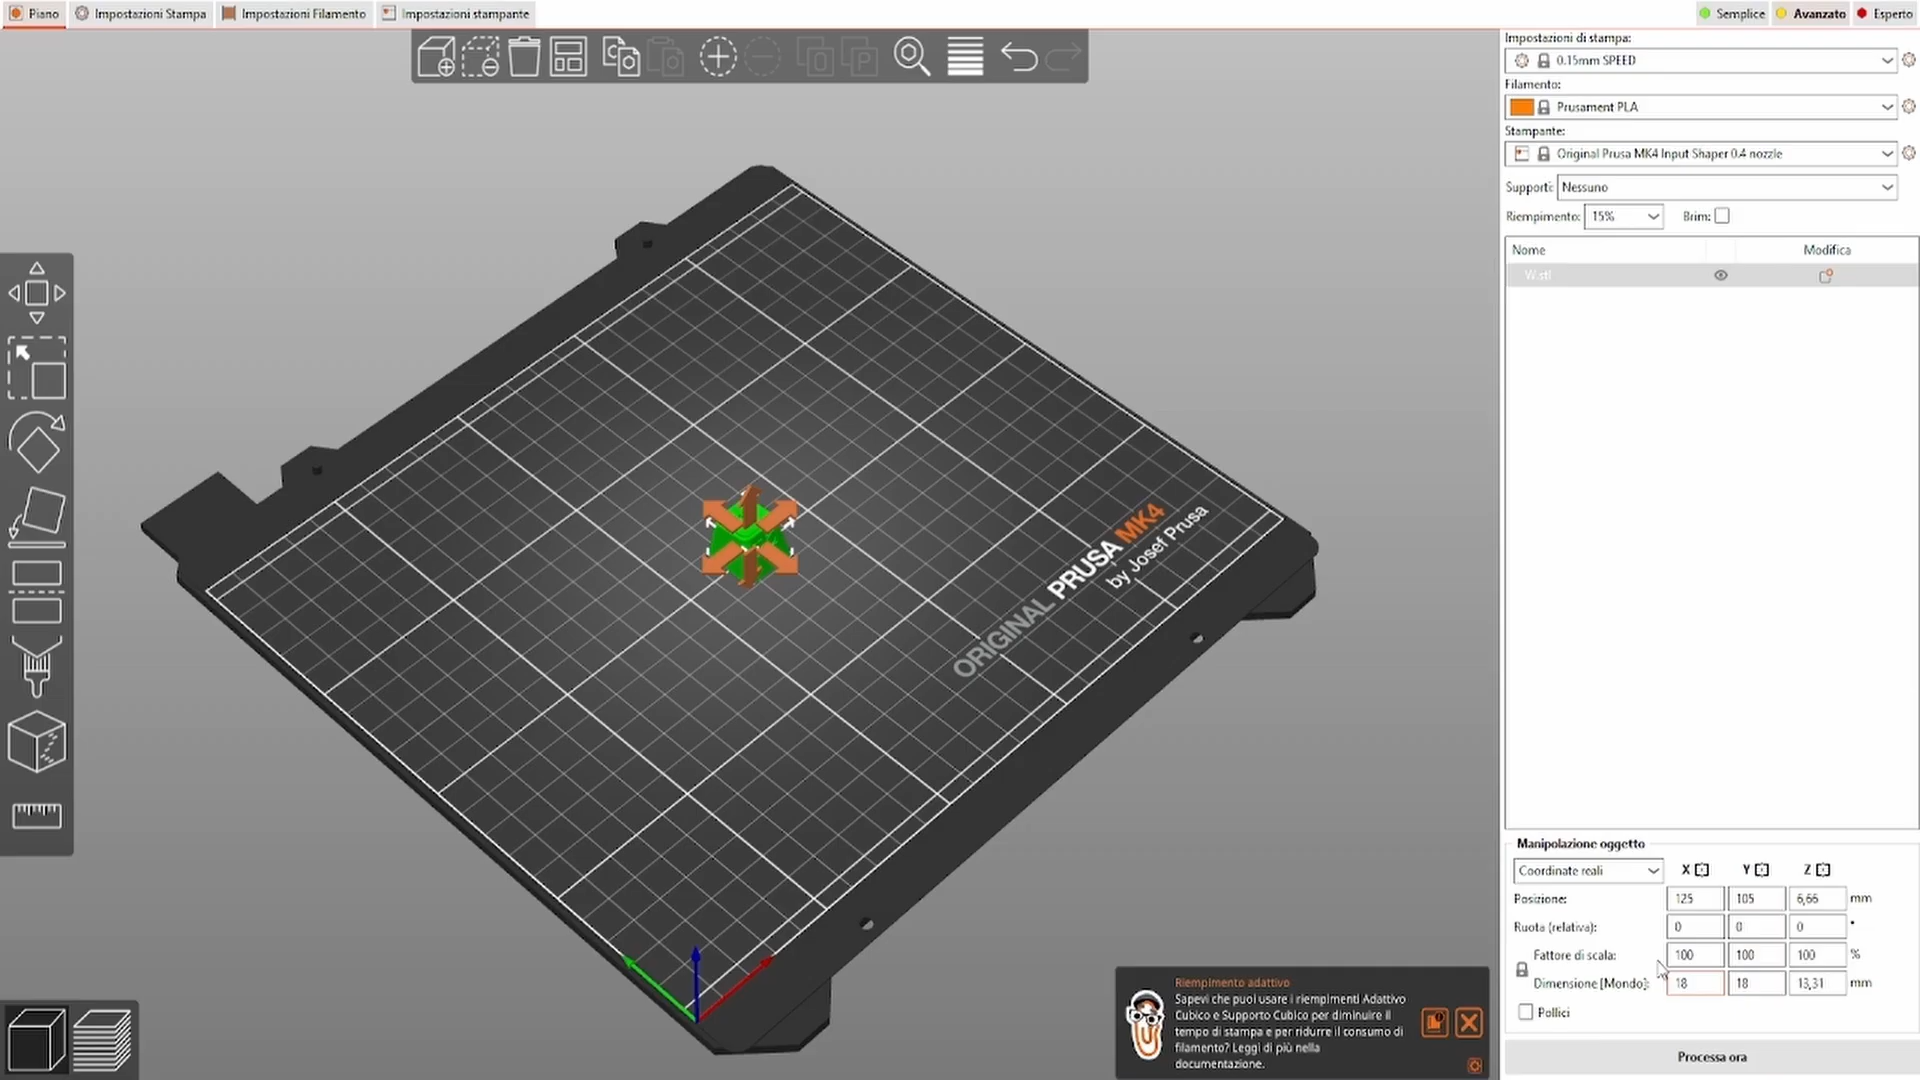 Piano
Impostazioni Stampa
Impostazioni Filamento
Impostazioni stampante
Semplice
Avanzato
Esperto
Impostazioni di stampa:
0.15mm SPEED
Filamento:
Prusament PLA
Stampante:
Original Prusa MK4 Input Shaper 0.4 nozzle
Supporti: Nessuno
Riempimento: 15% Brim:
Nome Modifica
W.stl
ORIGINAL PRUSA MK4
by Josef Prusa
Manipolazione oggetto
Coordinate reali X Y Z
Posizione: 125 105 6,66 mm
Ruota (relativa): 0 0 0 °
Fattore di scala: 100 100 100 %
Dimensione [Mondo]: 18 18 13,31 mm
Pollici
Processa ora
Riempimento adattivo
Sapevi che puoi usare i riempimenti Adattivo
Cubico e Supporto Cubico per diminuire il
tempo di stampa e per ridurre il consumo di
filamento? Leggi di più nella
documentazione.